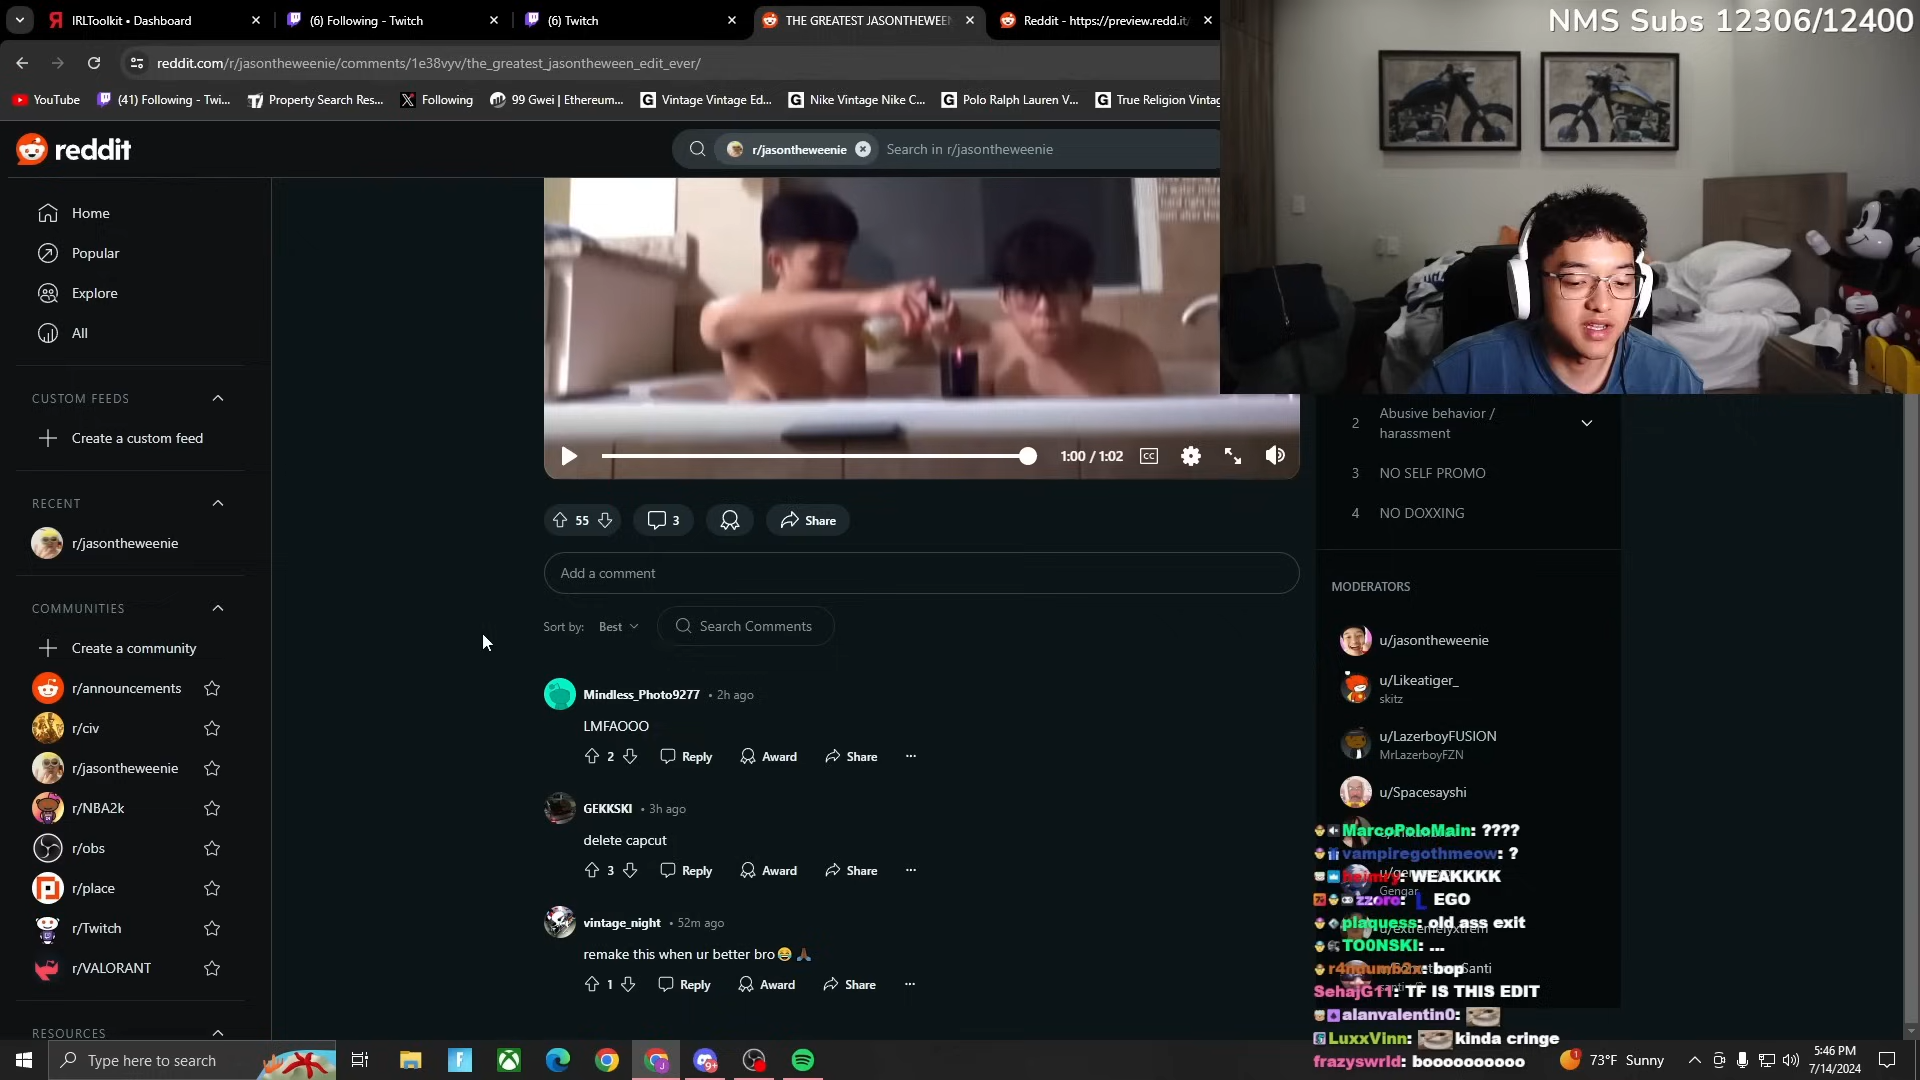 IRLToolkit • Dashboard
(6) Following - Twitch
(6) Twitch
THE GREATEST JASONTHEWEEN
Reddit - https://preview.redd.it/
NMS Subs 12306/12400
reddit.com/r/jasontheweenie/comments/1e38vyv/the_greatest_jasontheween_edit_ever/
YouTube
(41) Following - Twi...
Property Search Res...
Following
99 Gwei | Ethereum...
Vintage Vintage Ed...
Nike Vintage Nike C...
Polo Ralph Lauren V...
True Religion Vintag
reddit
r/jasontheweenie
Search in r/jasontheweenie
Home
Popular
Explore
All
CUSTOM FEEDS
Create a custom feed
RECENT
r/jasontheweenie
COMMUNITIES
Create a community
r/announcements
r/civ
r/jasontheweenie
r/NBA2k
r/obs
r/place
r/Twitch
r/VALORANT
RESOURCES
1:00 / 1:02
CC
55
3
Share
Add a comment
Sort by:
Best
Search Comments
Mindless_Photo9277 • 2h ago
LMFAOOO
2
Reply
Award
Share
GEKKSKI • 3h ago
delete capcut
3
Reply
Award
Share
vintage_night • 52m ago
remake this when ur better bro😂🙏🏾
1
Reply
Award
Share
2 Abusive behavior /
harassment
3 NO SELF PROMO
4 NO DOXXING
MODERATORS
u/jasontheweenie
u/Likeatiger_
skitz
u/LazerboyFUSION
MrLazerboyFZN
u/Spacesayshi
Gengar
MarcoPoloMain: ????
vampiregothmeow: ?
WEAKKKK
zzoro: L EGO
plaquess: old ass exit
TO0NSKI: ...
bop
SehajG11: TF IS THIS EDIT
alanvalentin0:
LuxxVinn: kinda cringe
frazyswrld: boooooooooo
Type here to search
9+
1
73°F Sunny
5:46 PM
7/14/2024